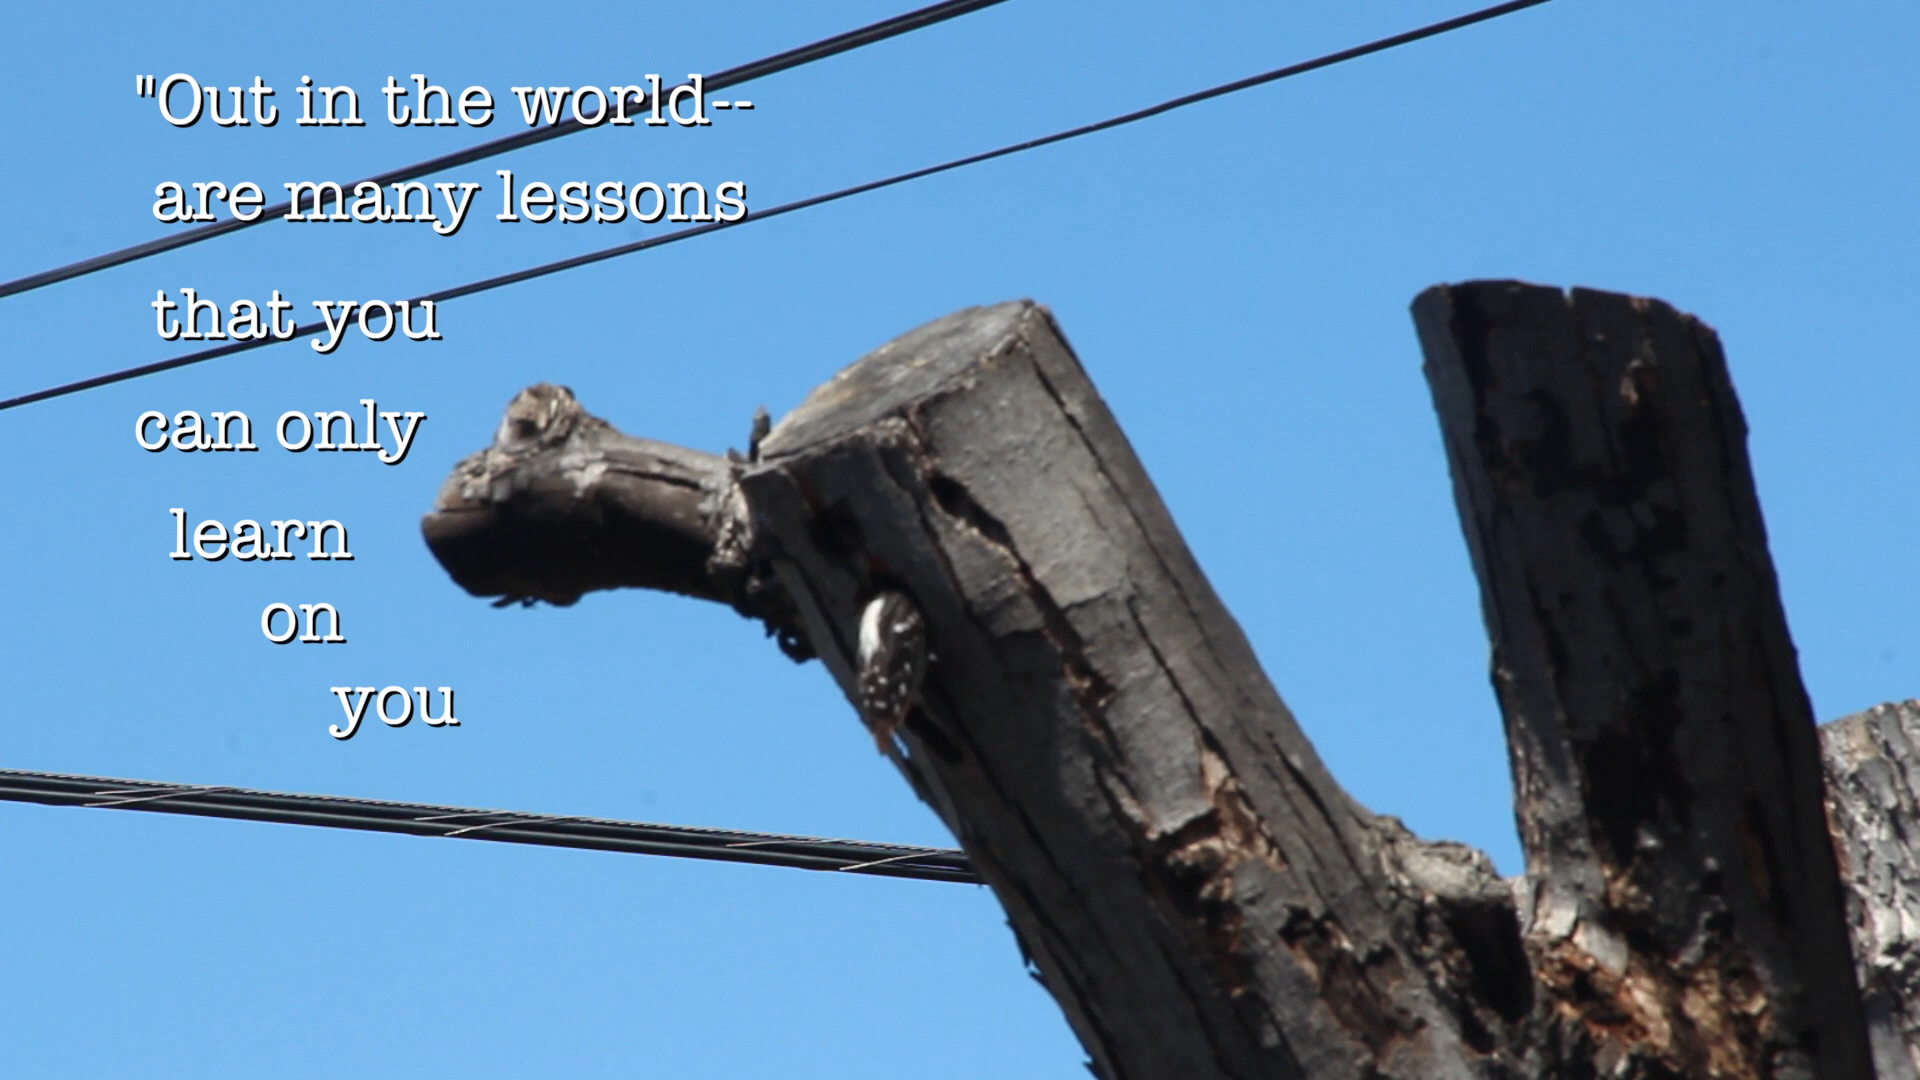 "Out in the world--
are many lessons
that you
can only
learn
on
you